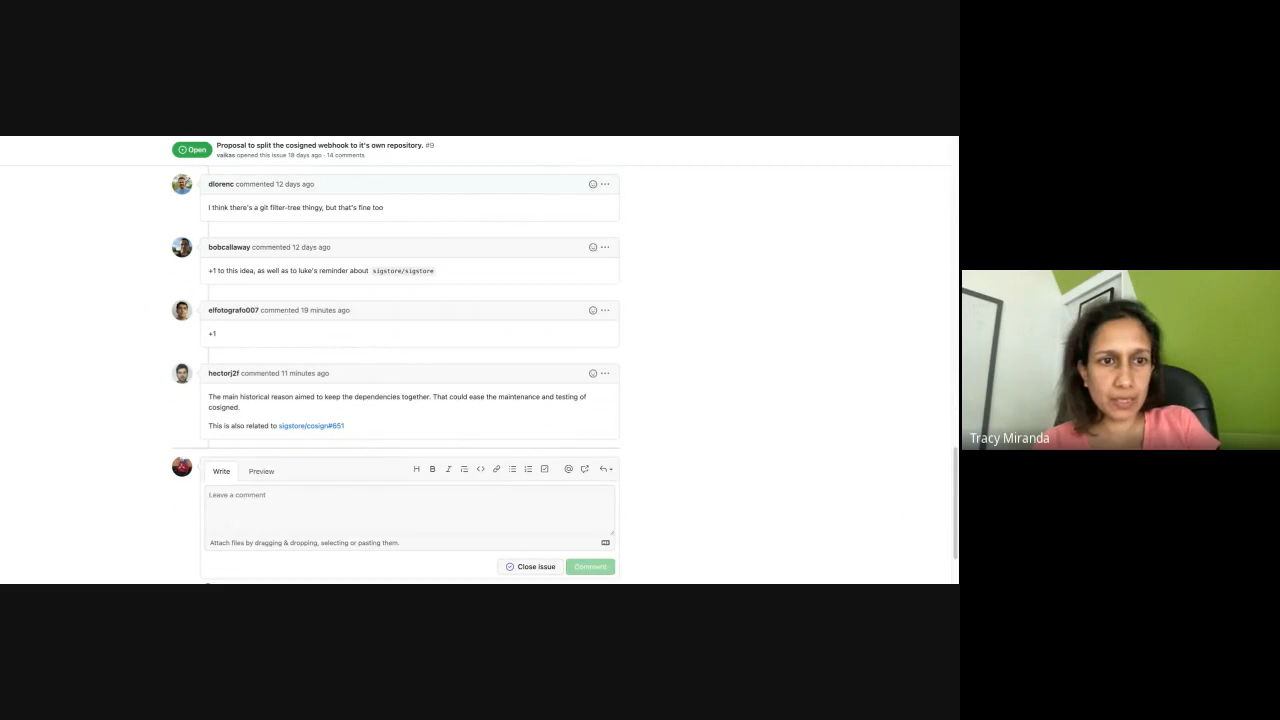 Open
Proposal to split the cosigned webhook to it's own repository. #9
vaikas opened this issue 18 days ago · 14 comments
dlorenc commented 12 days ago
I think there's a git filter-tree thingy, but that's fine too
bobcallaway commented 12 days ago
+1 to this idea, as well as to luke's reminder about sigstore/sigstore
elfotografo007 commented 19 minutes ago
+1
hectorj2f commented 11 minutes ago
The main historical reason aimed to keep the dependencies together. That could ease the maintenance and testing of
cosigned.
This is also related to sigstore/cosign#651
Write Preview
Leave a comment
Attach files by dragging & dropping, selecting or pasting them.
Close issue Comment
Tracy Miranda